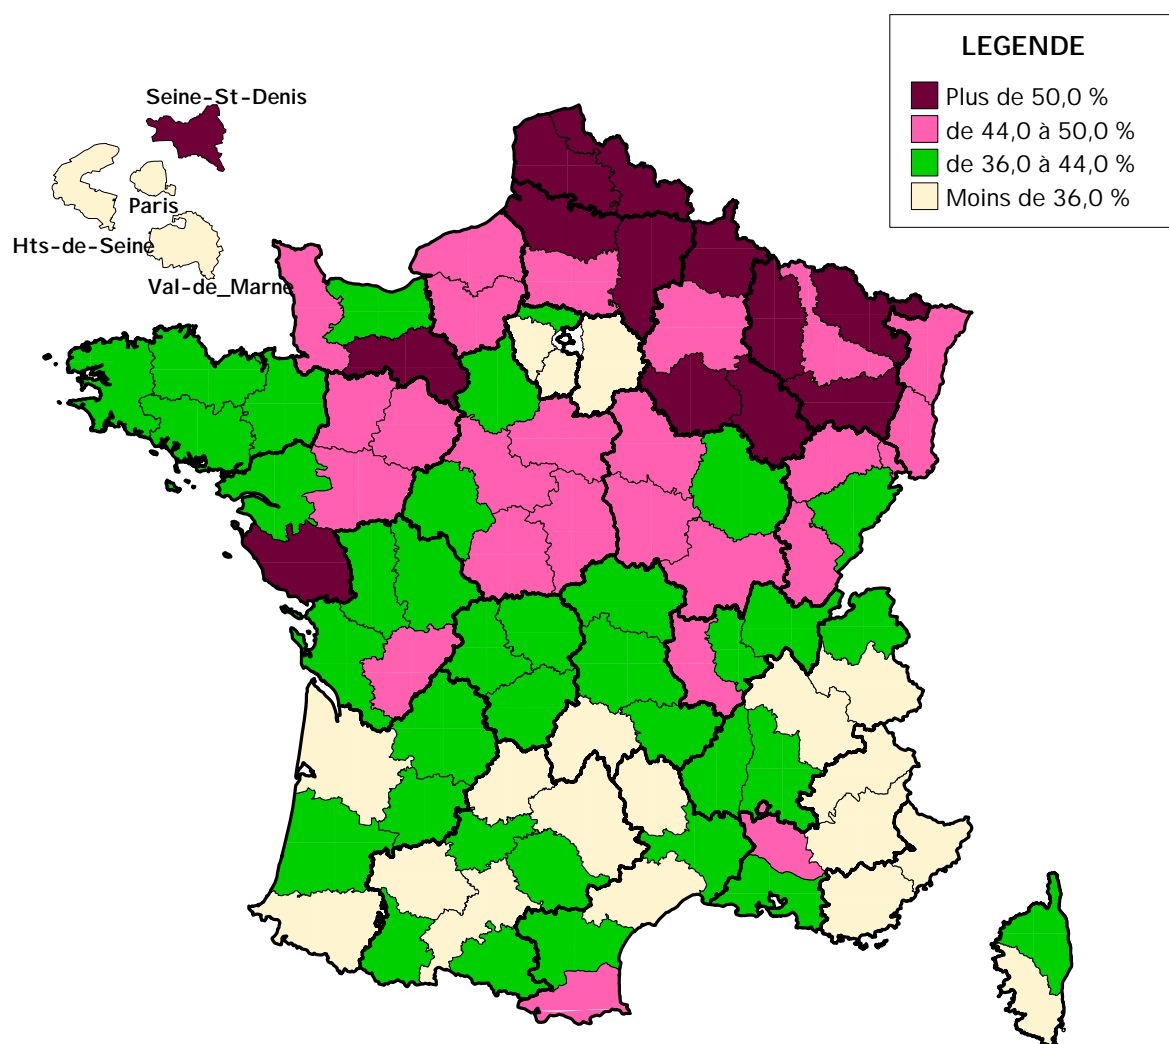 LEGENDE
Plus de 50,0 %
de 44,0 à 50,0 %
de 36,0 à 44,0 %
Moins de 36,0 %
Seine-St-Denis
Paris
Hts-de-Seine
Val-de_Marne